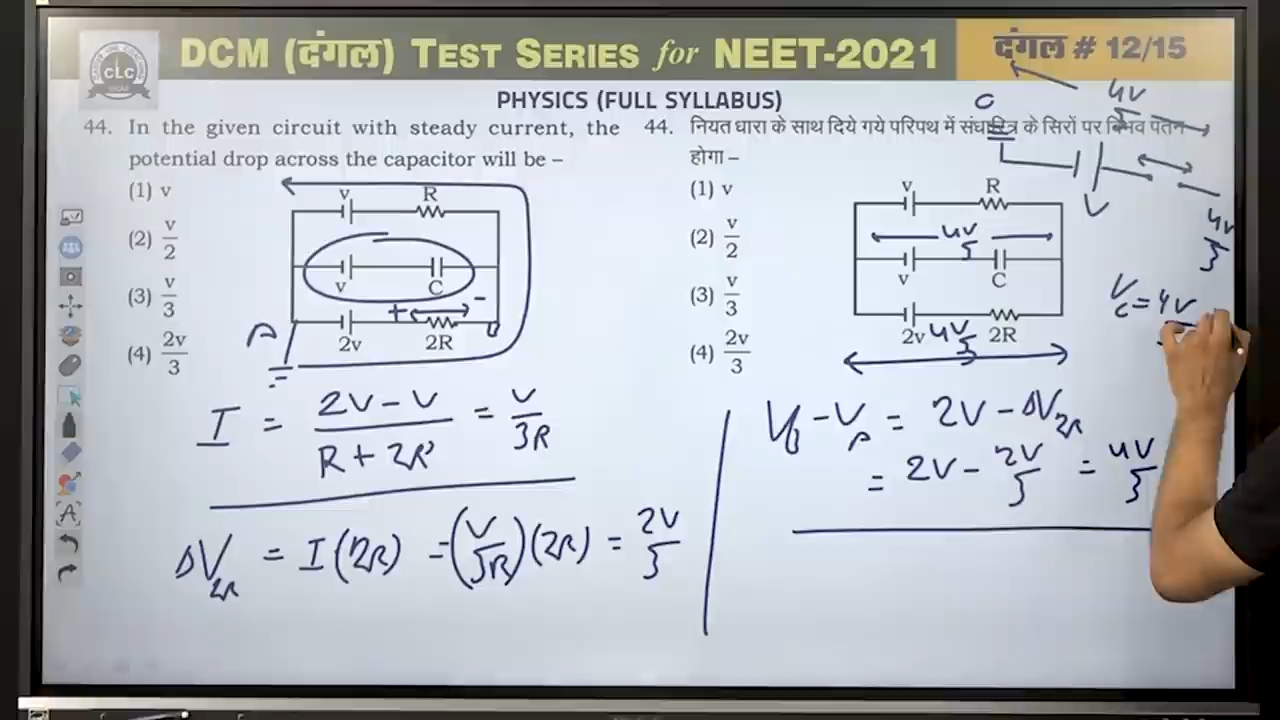 DCM (दंगल) TEST SERIES for NEET-2021
दंगल # 12/15
CLC
PHYSICS (FULL SYLLABUS)
44. In the given circuit with steady current, the
potential drop across the capacitor will be –
(1) v
(2) v/2
(3) v/3
(4) 2v/3
v R
v C
+ -
2v 2R
A
I = 2V - V / R + 2R = V / 3R
ΔV2R = I(2R) = (V/3R)(2R) = 2V/3
44. नियत धारा के साथ दिये गये परिपथ में संधारित्र के सिरों पर विभव पतन
होगा –
(1) v
(2) v/2
(3) v/3
(4) 2v/3
v R
4V/3
v C
2v 4V/3 2R
VB - VA = 2V - ΔV2R
= 2V - 2V/3 = 4V/3
4V
V
4V/3
Vc = 4V